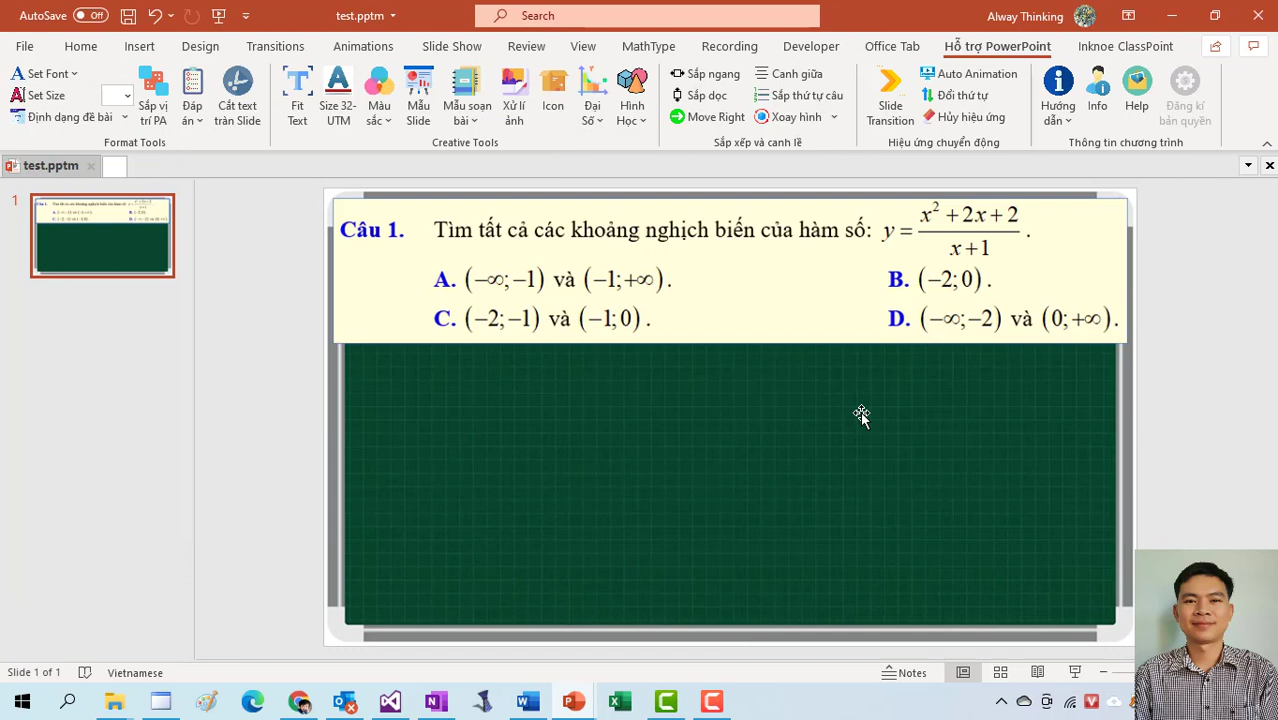 AutoSave Off test.pptm Search Alway Thinking
File Home Insert Design Transitions Animations Slide Show Review View MathType Recording Developer Office Tab Hỗ trợ PowerPoint Inknoe ClassPoint
Set Font
Set Size
Định dạng đề bài
Sắp vị trí PA
Đáp án
Cắt text trên Slide
Format Tools
Fit Text
Size 32-UTM
Màu sắc
Mẫu Slide
Mẫu soạn bài
Xử lí ảnh
Icon
Đại Số
Hình Học
Creative Tools
Sắp ngang
Sắp dọc
Move Right
Canh giữa
Sắp thứ tự câu
Xoay hình
Sắp xếp và canh lề
Slide Transition
Auto Animation
Đổi thứ tự
Hủy hiệu ứng
Hiệu ứng chuyển động
Hướng dẫn
Info
Help
Đăng kí bản quyền
Thông tin chương trình
test.pptm
1
Câu 1. Tìm tất cả các khoảng nghịch biến của hàm số: y = (x² + 2x + 2)/(x + 1) .
A. (−∞; −1) và (−1; +∞) . B. (−2; 0) .
C. (−2; −1) và (−1; 0) . D. (−∞; −2) và (0; +∞) .
Slide 1 of 1 Vietnamese Notes